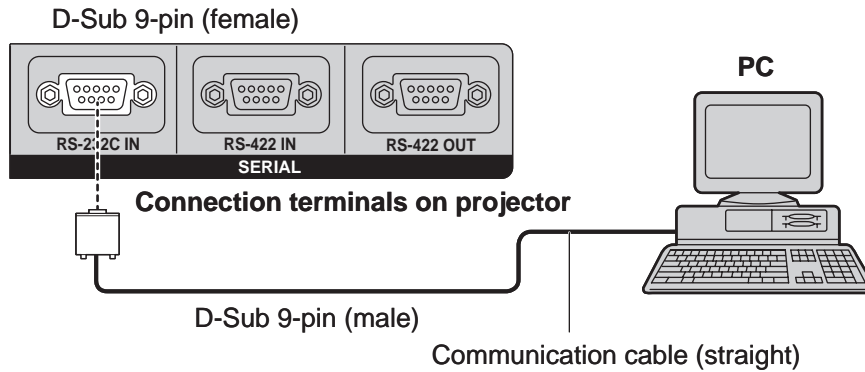 D-Sub 9-pin (female)
PC
RS-232C IN
RS-422 IN
RS-422 OUT
SERIAL
Connection terminals on projector
D-Sub 9-pin (male)
Communication cable (straight)